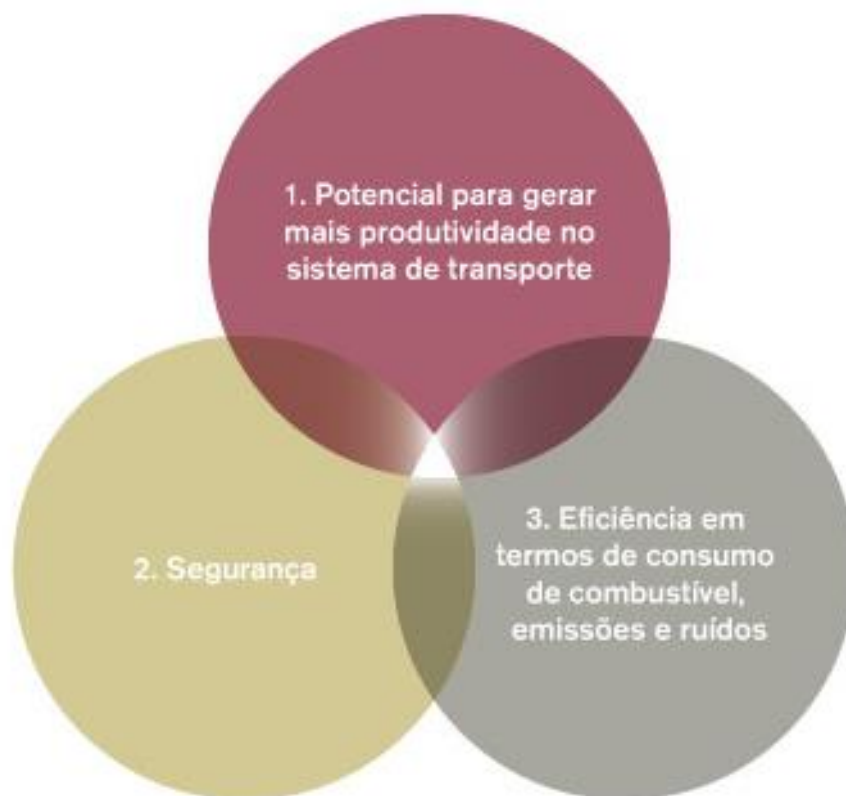 1. Potencial para gerar
mais produtividade no
sistema de transporte
2. Segurança
3. Eficiência em
termos de consumo
de combustível,
emissões e ruídos